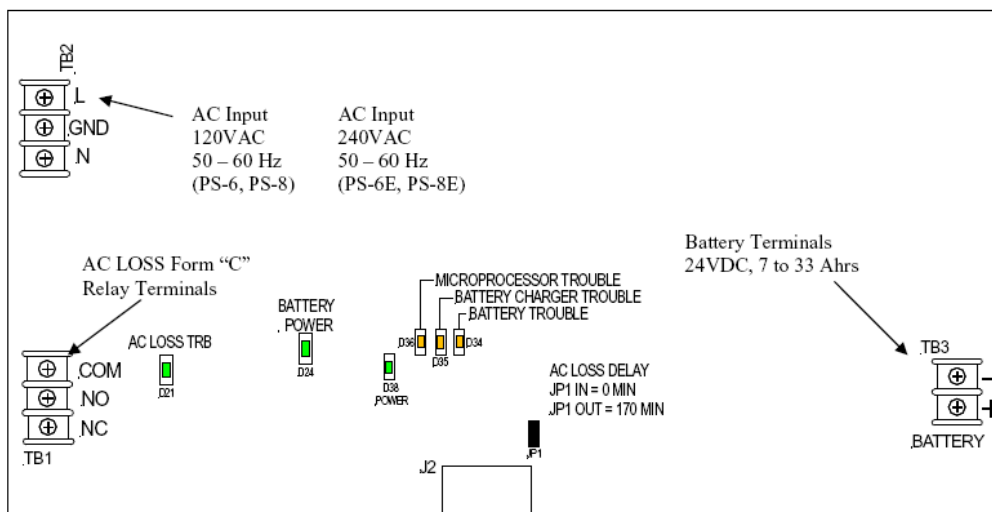 .TB2
.L
.GND
.N
AC Input
120VAC
50 – 60 Hz
(PS-6, PS-8)
AC Input
240VAC
50 – 60 Hz
(PS-6E, PS-8E)
AC LOSS Form “C”
Relay Terminals
Battery Terminals
24VDC, 7 to 33 Ahrs
.MICROPROCESSOR TROUBLE
.BATTERY CHARGER TROUBLE
.BATTERY TROUBLE
BATTERY
.POWER
.D24
.AC LOSS TRB
.D21
.D36
.D35
.D34
.D38
.POWER
AC LOSS DELAY
JP1 IN = 0 MIN
.JP1 OUT = 170 MIN
.JP1
.J2
.COM
.NO
.NC
.TB1
.TB3
-
+
.BATTERY